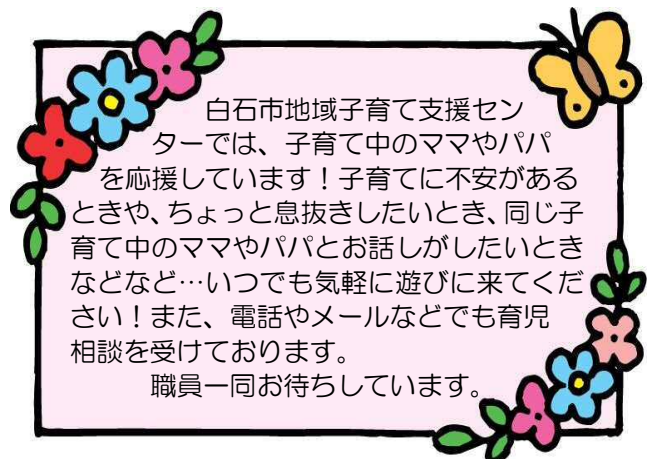 白石市地域子育て支援セン
ターでは、子育て中のママやパパ
を応援しています！子育てに不安がある
ときや、ちょっと息抜きしたいとき、同じ子
育て中のママやパパとお話しがしたいとき
などなど…いつでも気軽に遊びに来てくだ
さい！また、電話やメールなどでも育児
相談を受けております。
職員一同お待ちしています。